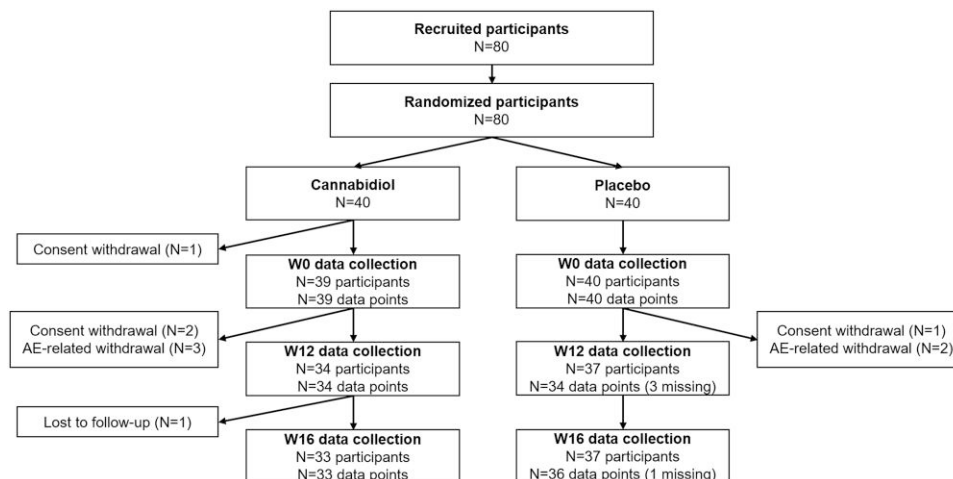 Recruited participants
N=80
Randomized participants
N=80
Cannabidiol
N=40
Placebo
N=40
Consent withdrawal (N=1)
W0 data collection
N=39 participants
N=39 data points
W0 data collection
N=40 participants
N=40 data points
Consent withdrawal (N=2)
AE-related withdrawal (N=3)
Consent withdrawal (N=1)
AE-related withdrawal (N=2)
W12 data collection
N=34 participants
N=34 data points
W12 data collection
N=37 participants
N=34 data points (3 missing)
Lost to follow-up (N=1)
W16 data collection
N=33 participants
N=33 data points
W16 data collection
N=37 participants
N=36 data points (1 missing)